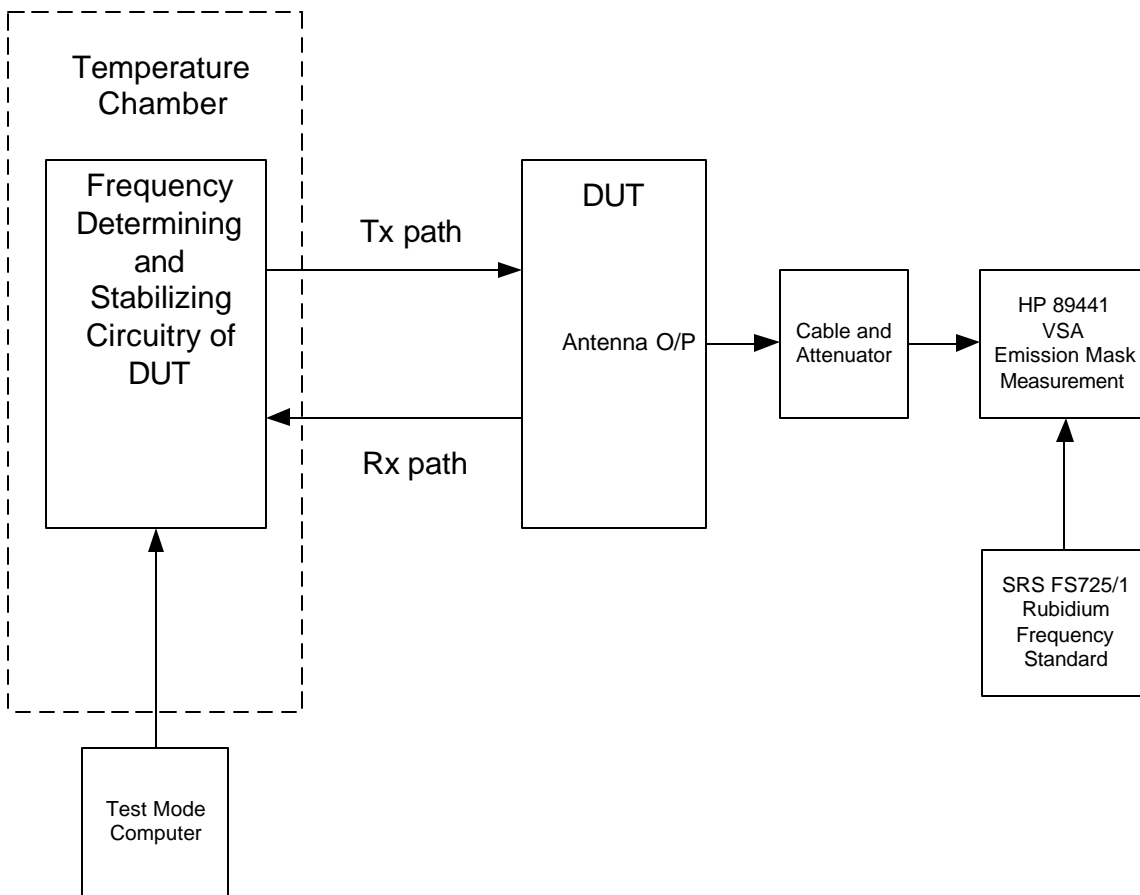 Temperature
Chamber
Frequency
Determining
and
Stabilizing
Circuitry of
DUT
Tx path
Rx path
DUT
Antenna O/P
Cable and
Attenuator
HP 89441
VSA
Emission Mask
Measurement
SRS FS725/1
Rubidium
Frequency
Standard
Test Mode
Computer